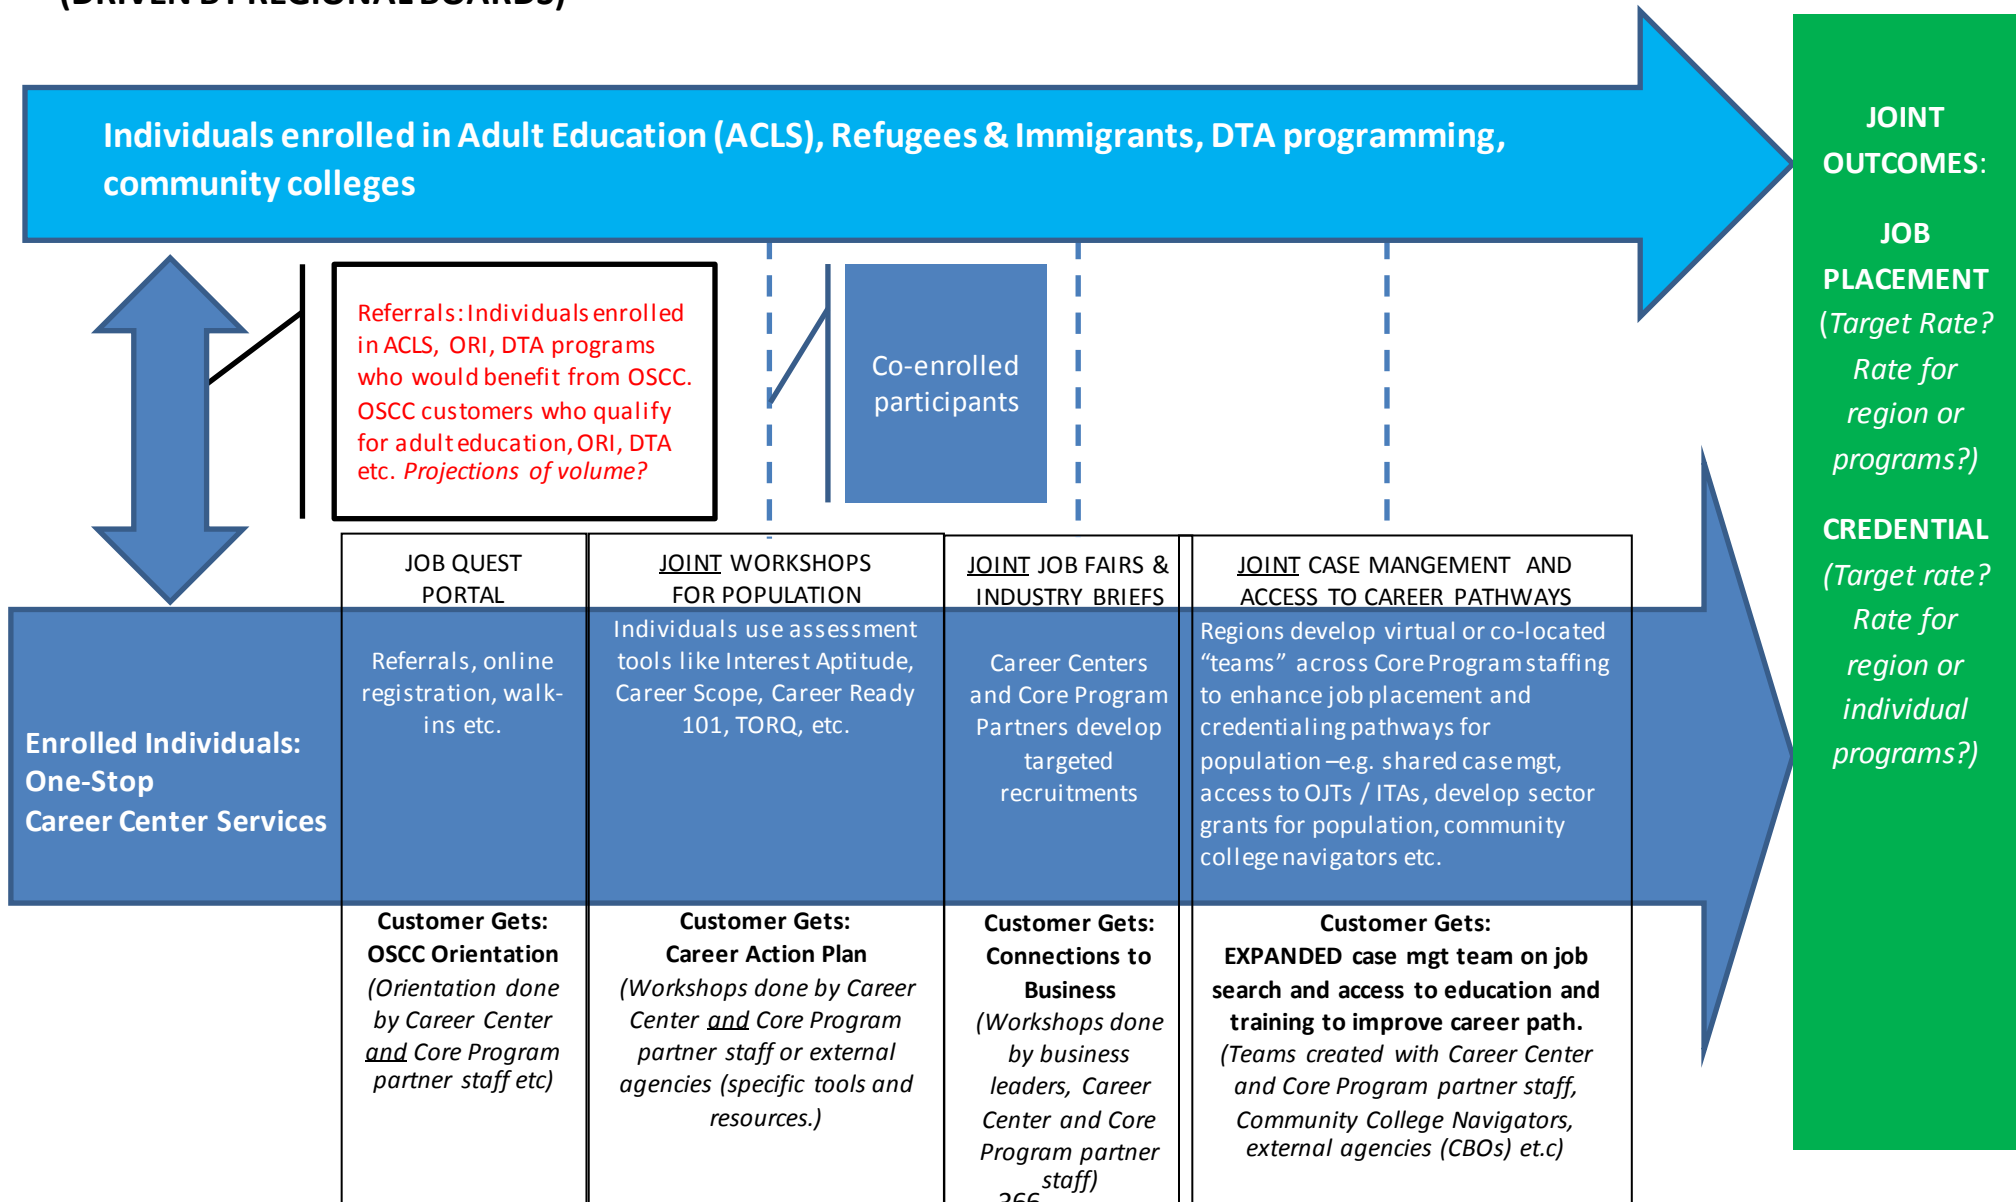 (DRIVEN BY REGIONAL BOARDS)
Individuals enrolled in Adult Education (ACLS), Refugees & Immigrants, DTA programming,
community colleges
Referrals: Individuals enrolled
in ACLS, ORI, DTA programs
who would benefit from OSCC.
OSCC customers who qualify
for adult education, ORI, DTA
etc. Projections of volume?
Co-enrolled
participants
Enrolled Individuals:
One-Stop
Career Center Services
JOB QUEST
PORTAL
Referrals, online
registration, walk-
ins etc.
Customer Gets:
OSCC Orientation
(Orientation done
by Career Center
and Core Program
partner staff etc)
JOINT WORKSHOPS
FOR POPULATION
Individuals use assessment
tools like Interest Aptitude,
Career Scope, Career Ready
101, TORQ, etc.
Customer Gets:
Career Action Plan
(Workshops done by Career
Center and Core Program
partner staff or external
agencies (specific tools and
resources.)
JOINT JOB FAIRS &
INDUSTRY BRIEFS
Career Centers
and Core Program
Partners develop
targeted
recruitments
Customer Gets:
Connections to
Business
(Workshops done
by business
leaders, Career
Center and Core
Program partner
staff)
JOINT CASE MANGEMENT AND
ACCESS TO CAREER PATHWAYS
Regions develop virtual or co-located
“teams” across Core Program staffing
to enhance job placement and
credentialing pathways for
population –e.g. shared case mgt,
access to OJTs / ITAs, develop sector
grants for population, community
college navigators etc.
Customer Gets:
EXPANDED case mgt team on job
search and access to education and
training to improve career path.
(Teams created with Career Center
and Core Program partner staff,
Community College Navigators,
external agencies (CBOs) et.c)
JOINT
OUTCOMES:
JOB
PLACEMENT
(Target Rate?
Rate for
region or
programs?)
CREDENTIAL
(Target rate?
Rate for
region or
individual
programs?)
266